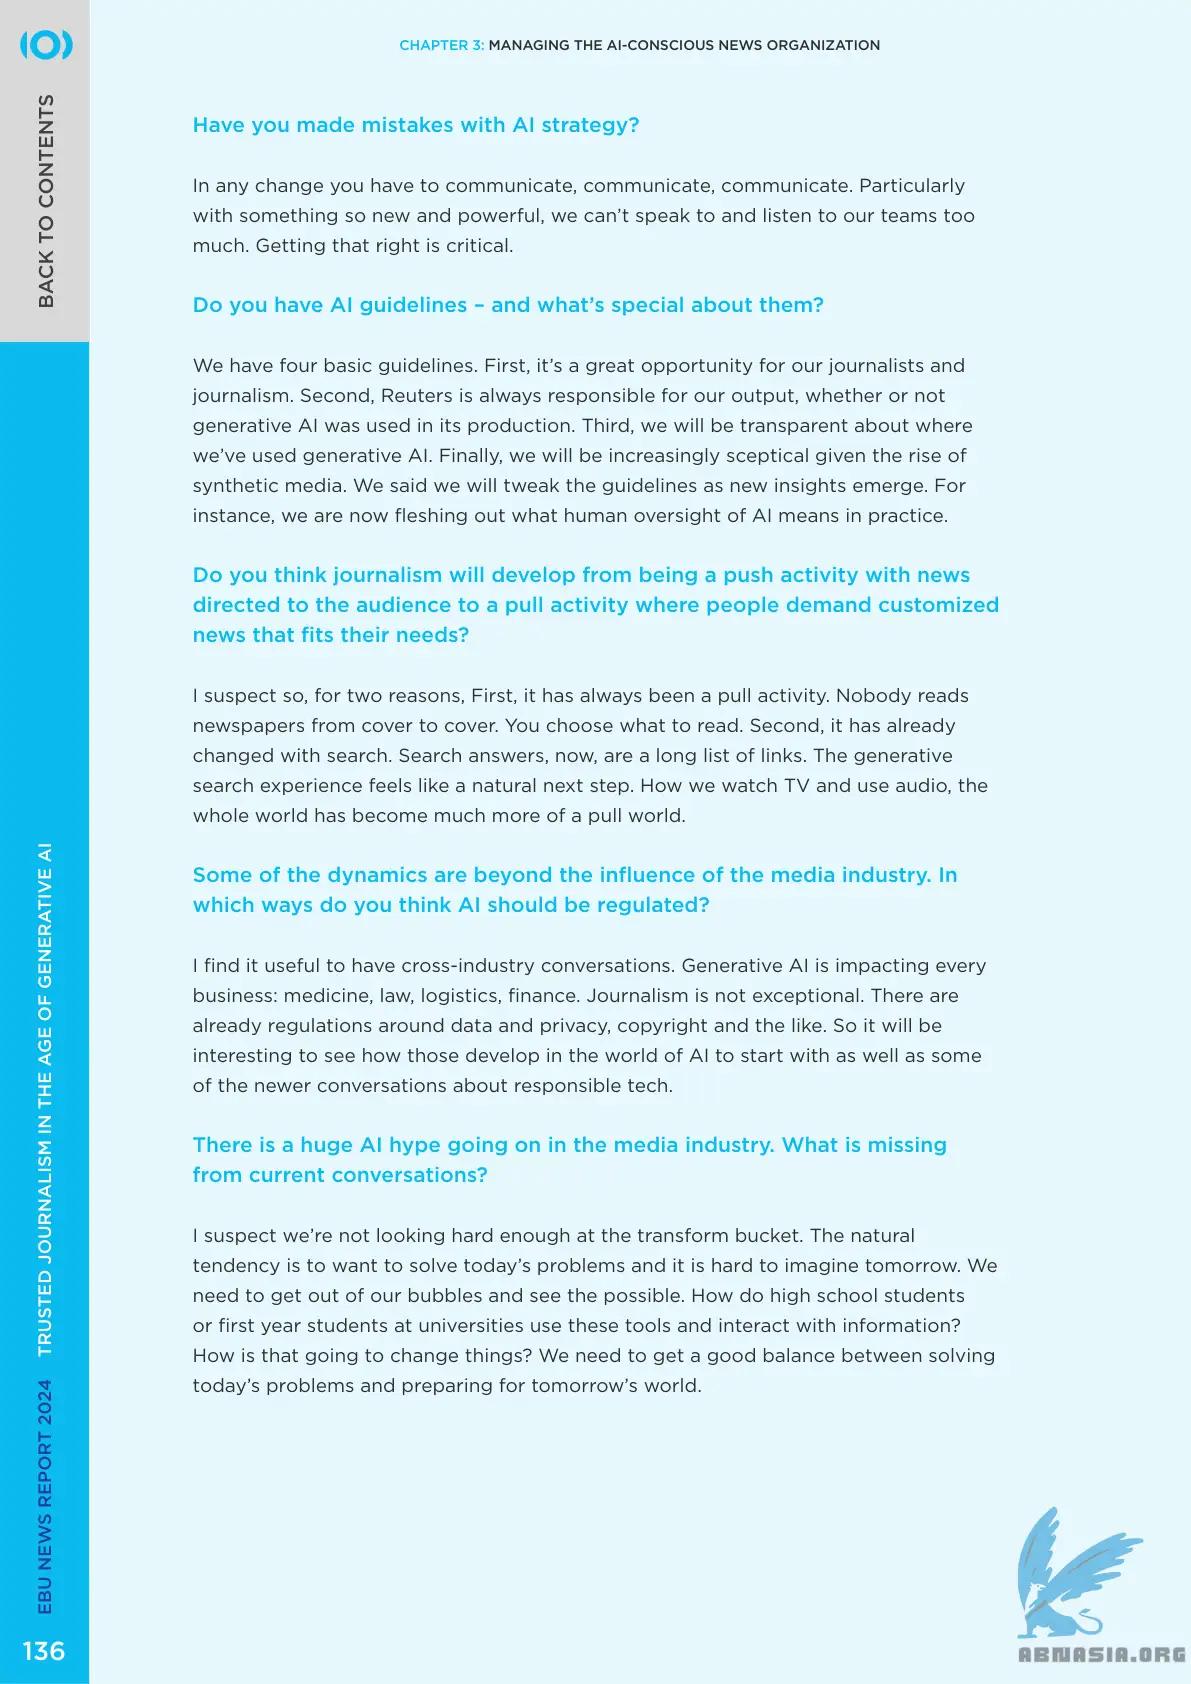 CHAPTER 3: MANAGING THE AI-CONSCIOUS NEWS ORGANIZATION
BACK TO CONTENTS
Have you made mistakes with AI strategy?
In any change you have to communicate, communicate, communicate. Particularly
with something so new and powerful, we can’t speak to and listen to our teams too
much. Getting that right is critical.
Do you have AI guidelines – and what’s special about them?
We have four basic guidelines. First, it’s a great opportunity for our journalists and
journalism. Second, Reuters is always responsible for our output, whether or not
generative AI was used in its production. Third, we will be transparent about where
we’ve used generative AI. Finally, we will be increasingly sceptical given the rise of
synthetic media. We said we will tweak the guidelines as new insights emerge. For
instance, we are now fleshing out what human oversight of AI means in practice.
Do you think journalism will develop from being a push activity with news
directed to the audience to a pull activity where people demand customized
news that fits their needs?
I suspect so, for two reasons, First, it has always been a pull activity. Nobody reads
newspapers from cover to cover. You choose what to read. Second, it has already
changed with search. Search answers, now, are a long list of links. The generative
search experience feels like a natural next step. How we watch TV and use audio, the
whole world has become much more of a pull world.
Some of the dynamics are beyond the influence of the media industry. In
which ways do you think AI should be regulated?
I find it useful to have cross-industry conversations. Generative AI is impacting every
business: medicine, law, logistics, finance. Journalism is not exceptional. There are
already regulations around data and privacy, copyright and the like. So it will be
interesting to see how those develop in the world of AI to start with as well as some
of the newer conversations about responsible tech.
There is a huge AI hype going on in the media industry. What is missing
from current conversations?
I suspect we’re not looking hard enough at the transform bucket. The natural
tendency is to want to solve today’s problems and it is hard to imagine tomorrow. We
need to get out of our bubbles and see the possible. How do high school students
or first year students at universities use these tools and interact with information?
How is that going to change things? We need to get a good balance between solving
today’s problems and preparing for tomorrow’s world.
EBU NEWS REPORT 2024 TRUSTED JOURNALISM IN THE AGE OF GENERATIVE AI
136
ABNASIA.ORG